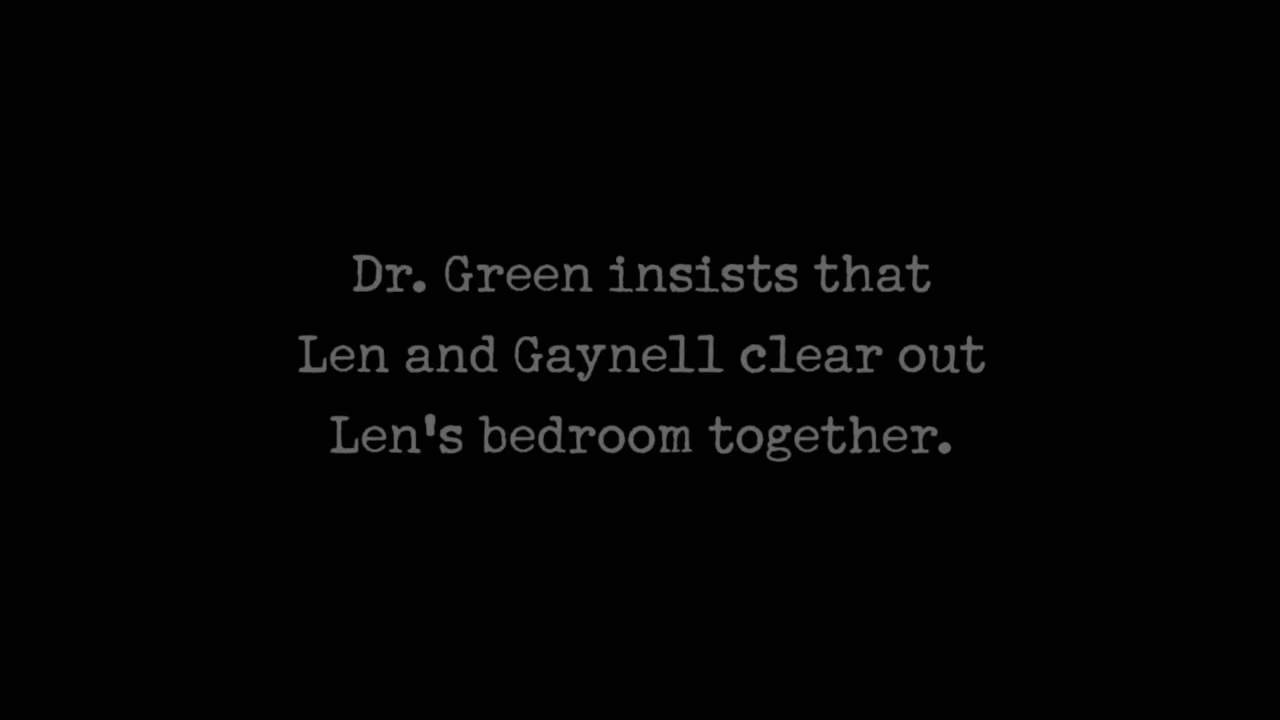 Dr. Green insists that
Len and Gaynell clear out
Len's bedroom together.